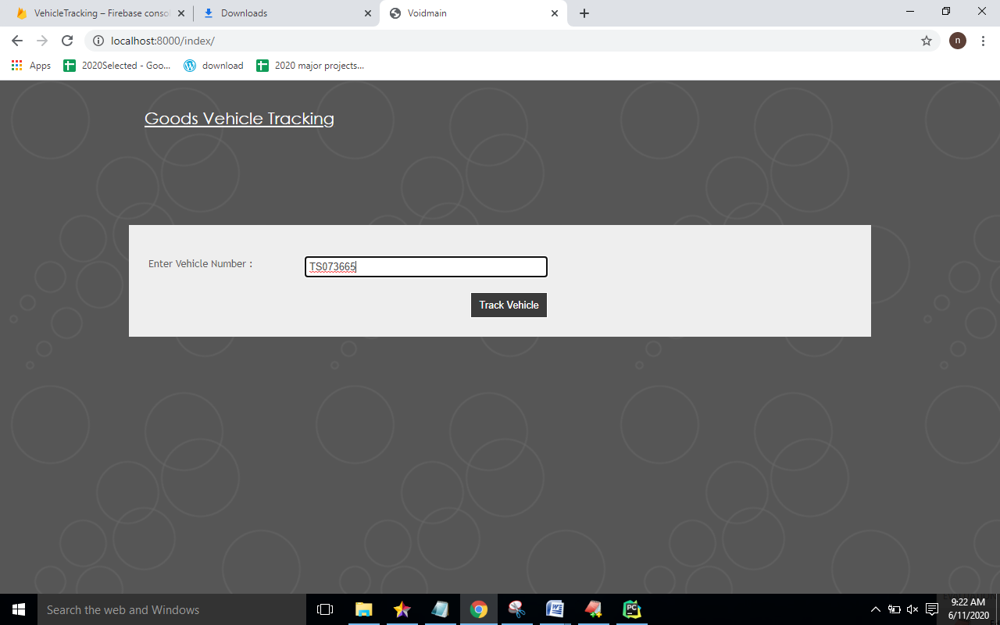 VehicleTracking – Firebase conso
Downloads
Voidmain
localhost:8000/index/
n
Apps
2020Selected - Goo...
download
2020 major projects...
Goods Vehicle Tracking
Enter Vehicle Number :
TS073665
Track Vehicle
Search the web and Windows
9:22 AM
6/11/2020